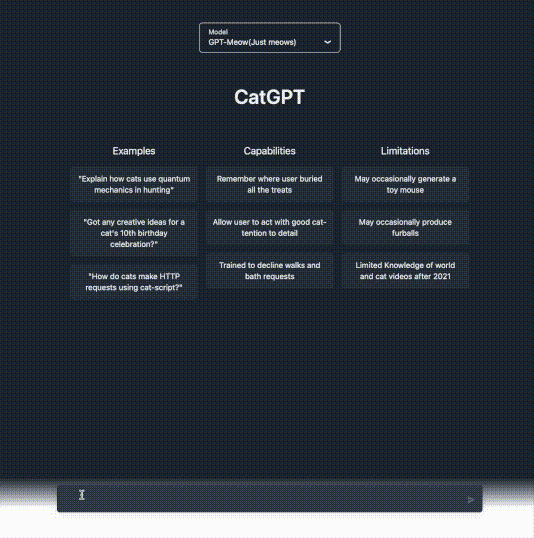 Model
GPT-Meow(Just meows)
CatGPT
Examples
"Explain how cats use quantum
mechanics in hunting"
"Got any creative ideas for a
cat's 10th birthday
celebration?"
"How do cats make HTTP
requests using cat-script?"
Capabilities
Remember where user buried
all the treats
Allow user to act with good cat-
tention to detail
Trained to decline walks and
bath requests
Limitations
May occasionally generate a
toy mouse
May occasionally produce
furballs
Limited Knowledge of world
and cat videos after 2021